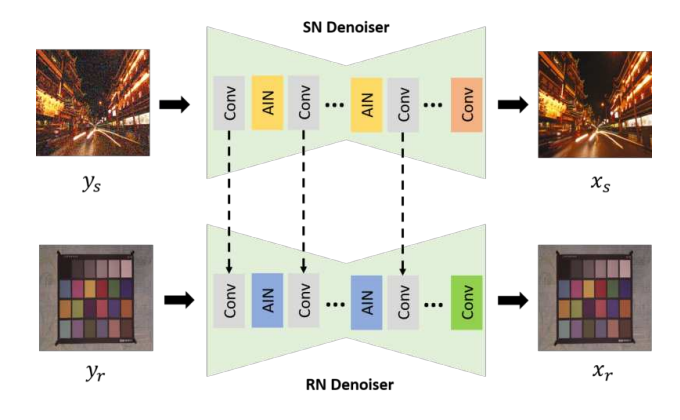 SN Denoiser
Conv
AIN
Conv
...
AIN
Conv
...
Conv
y_s
x_s
Conv
AIN
Conv
...
AIN
Conv
...
Conv
y_r
x_r
RN Denoiser